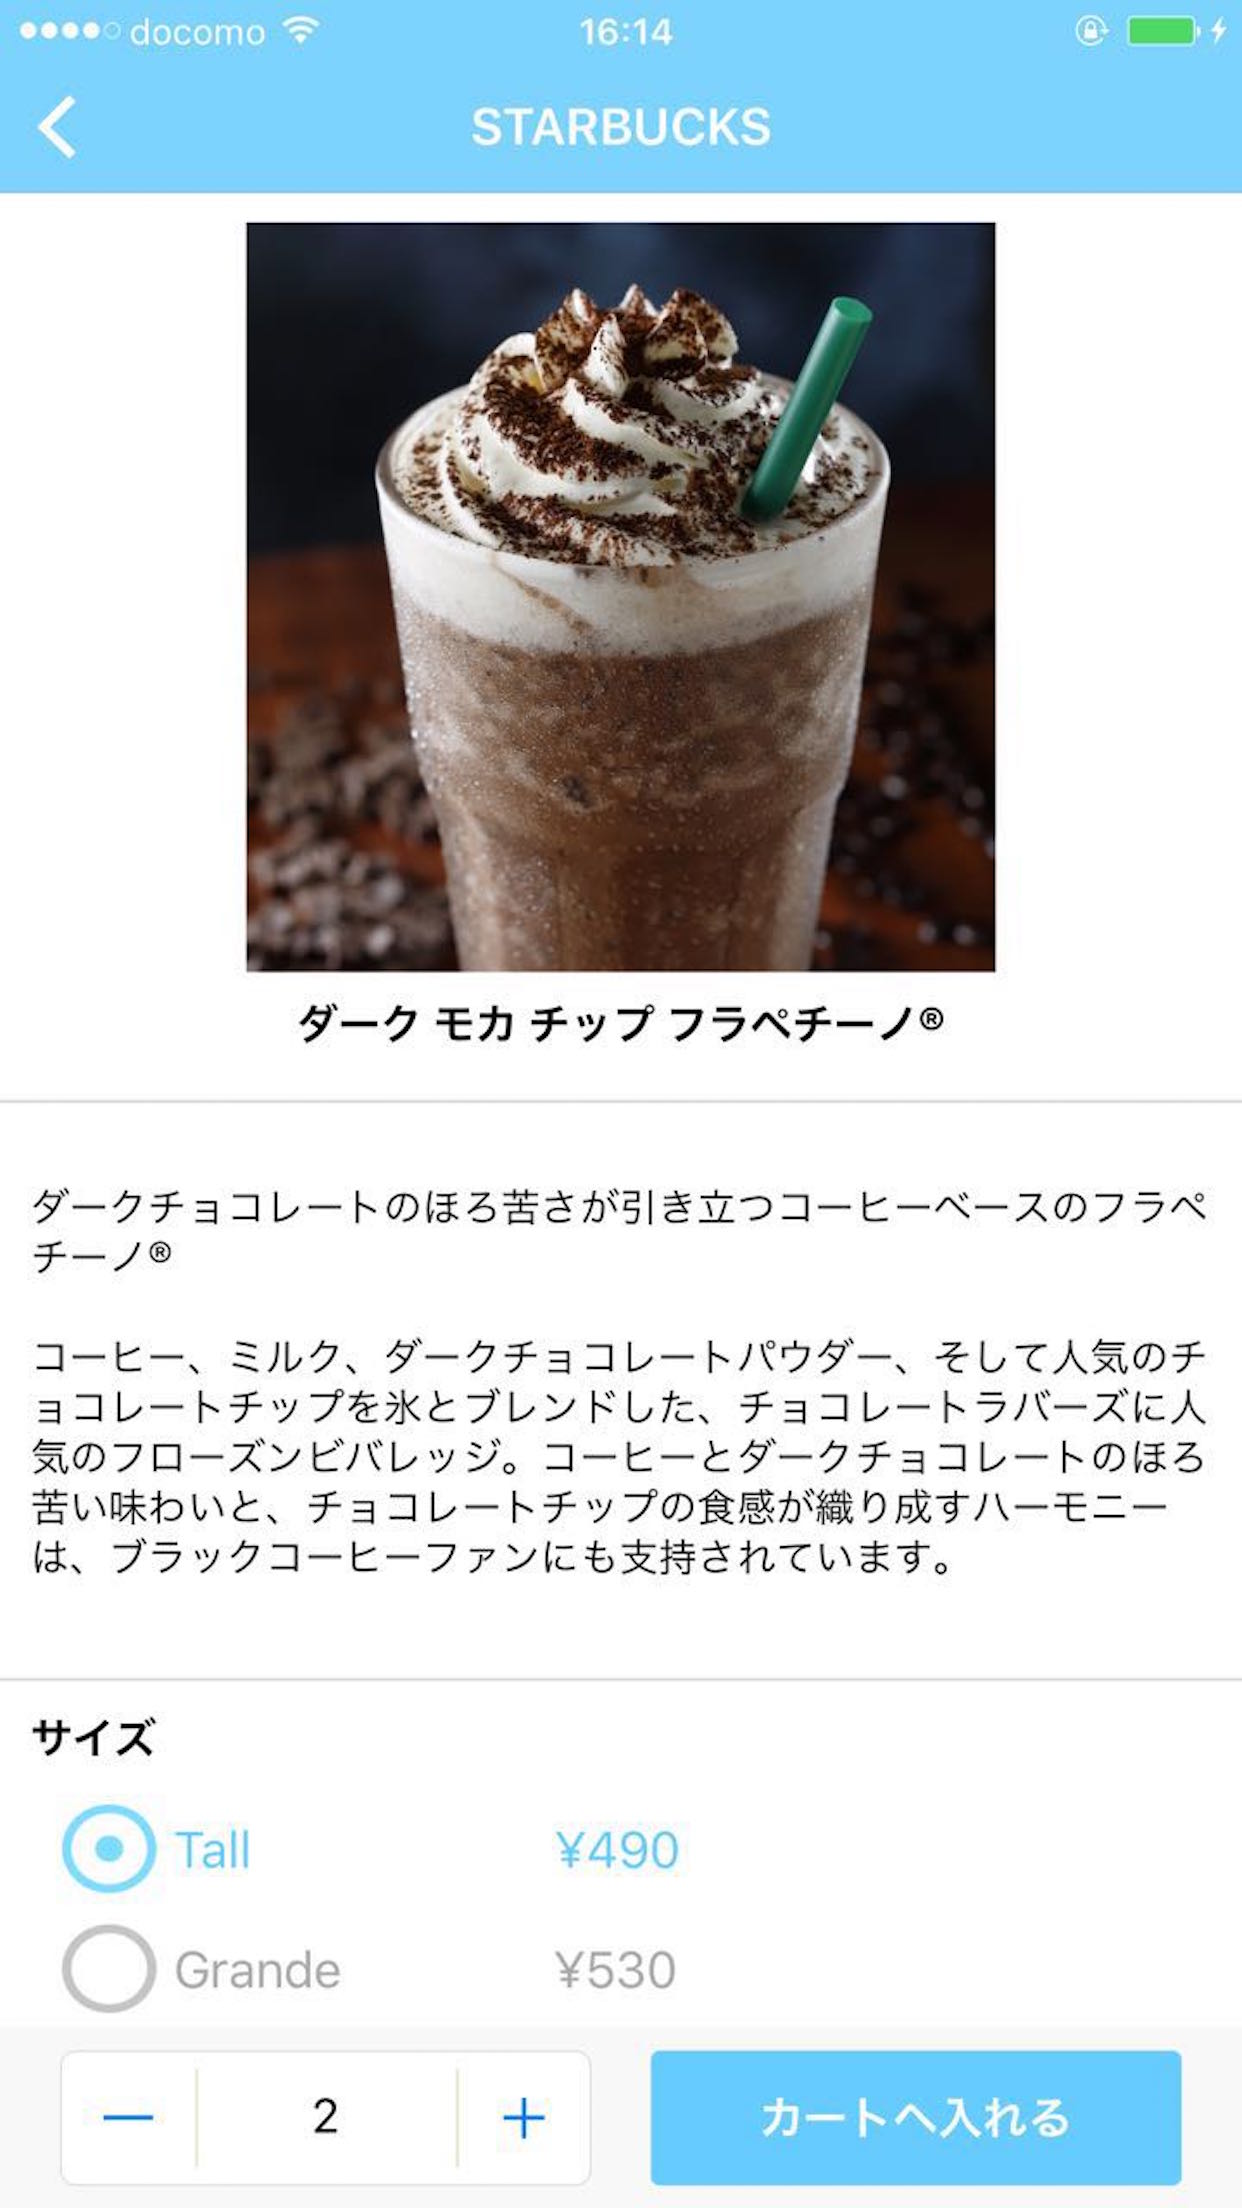 docomo 16:14
STARBUCKS
ダーク モカ チップ フラペチーノ®
ダークチョコレートのほろ苦さが引き立つコーヒーベースのフラペ
チーノ®
コーヒー、ミルク、ダークチョコレートパウダー、そして人気のチ
ョコレートチップを氷とブレンドした、チョコレートラバーズに人
気のフローズンビバレッジ。コーヒーとダークチョコレートのほろ
苦い味わいと、チョコレートチップの食感が織り成すハーモニー
は、ブラックコーヒーファンにも支持されています。
サイズ
Tall ¥490
Grande ¥530
2 カートへ入れる